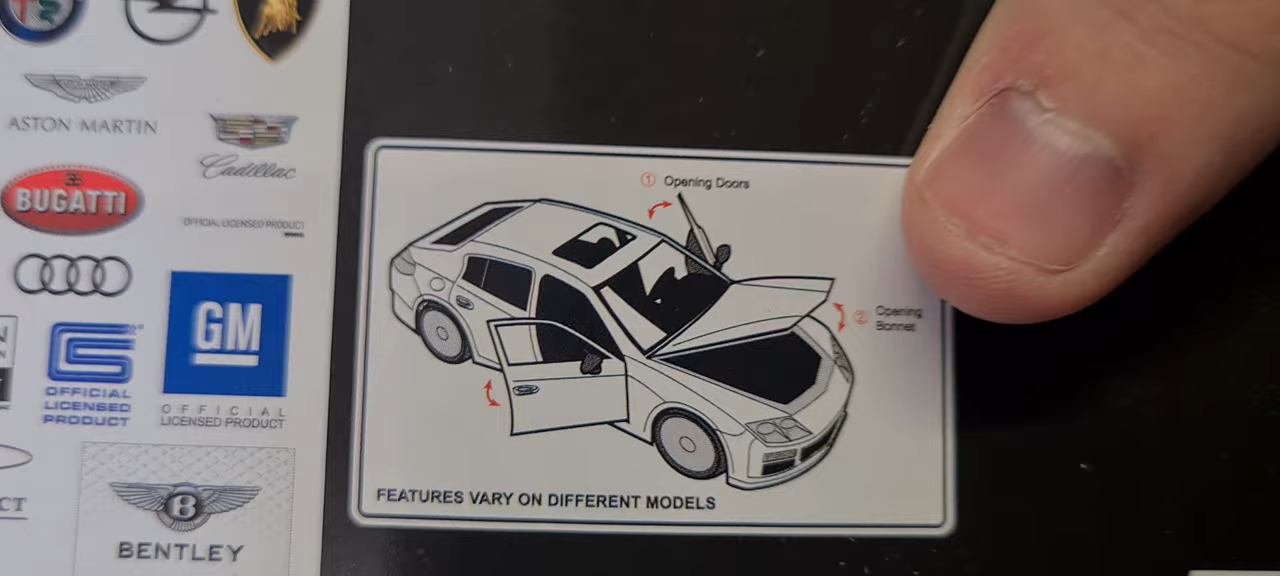 ASTON MARTIN
Cadillac
BUGATTI
OFFICIAL LICENSED PRODUCT
GM
OFFICIAL
LICENSED
PRODUCT
OFFICIAL
LICENSED PRODUCT
CT
B
BENTLEY
① Opening Doors
② Opening
Bonnet
FEATURES VARY ON DIFFERENT MODELS